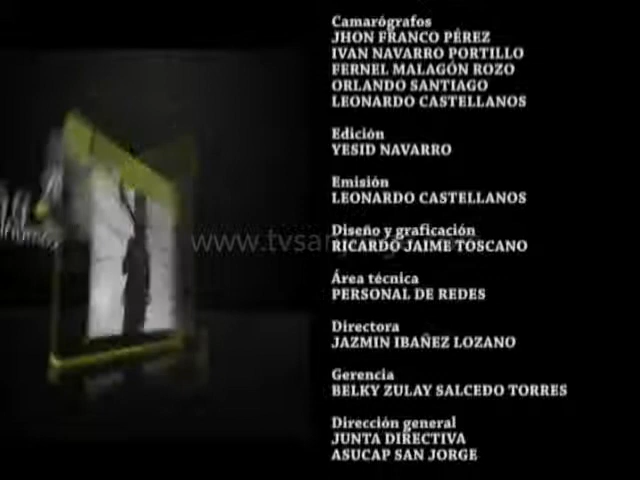 Camarógrafos
JHON FRANCO PÉREZ
IVAN NAVARRO PORTILLO
FERNEL MALAGÓN ROZO
ORLANDO SANTIAGO
LEONARDO CASTELLANOS
Edición
YESID NAVARRO
Emisión
LEONARDO CASTELLANOS
Diseño y graficación
RICARDO JAIME TOSCANO
Área técnica
PERSONAL DE REDES
Directora
JAZMIN IBAÑEZ LOZANO
Gerencia
BELKY ZULAY SALCEDO TORRES
Dirección general
JUNTA DIRECTIVA
ASUCAP SAN JORGE